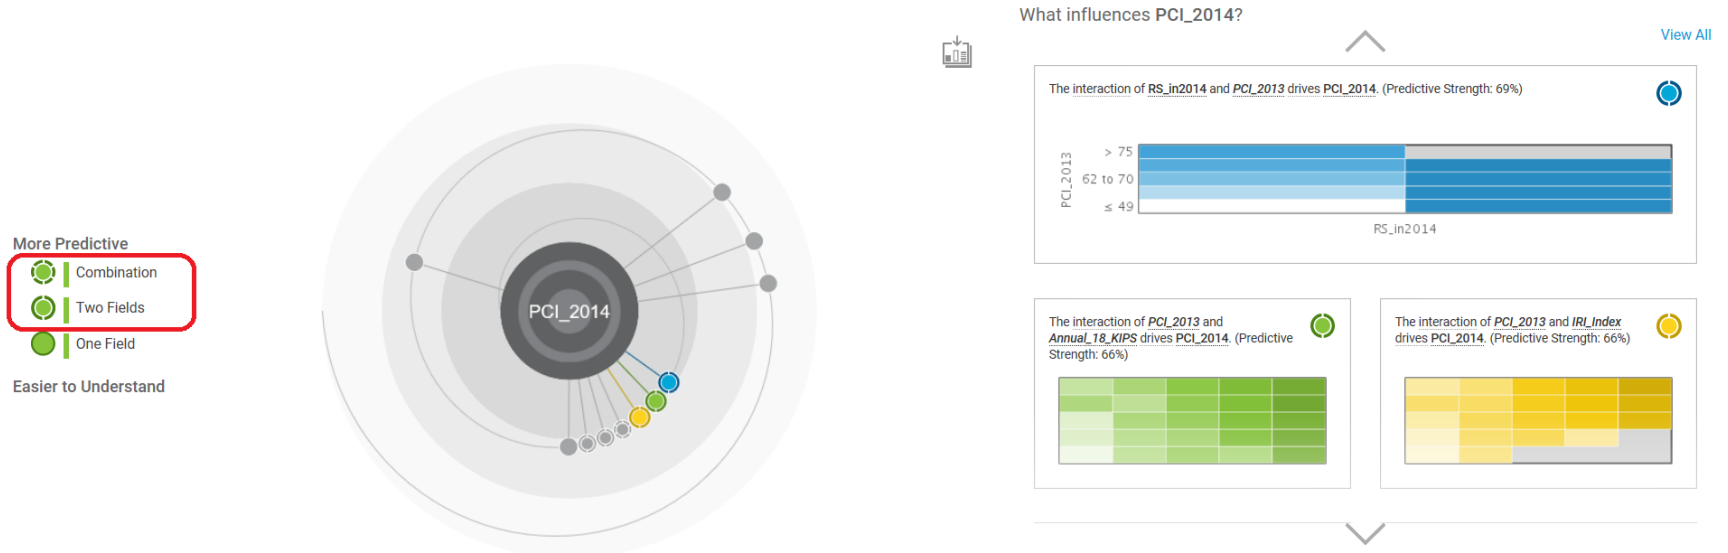 More Predictive
Combination
Two Fields
One Field
Easier to Understand
PCI_2014
What influences PCI_2014?
View All
The interaction of RS_in2014 and PCI_2013 drives PCI_2014. (Predictive Strength: 69%)
PCI_2013
> 75
62 to 70
≤ 49
RS_in2014
The interaction of PCI_2013 and
Annual_18_KIPS drives PCI_2014. (Predictive
Strength: 66%)
The interaction of PCI_2013 and IRI_Index
drives PCI_2014. (Predictive Strength: 66%)